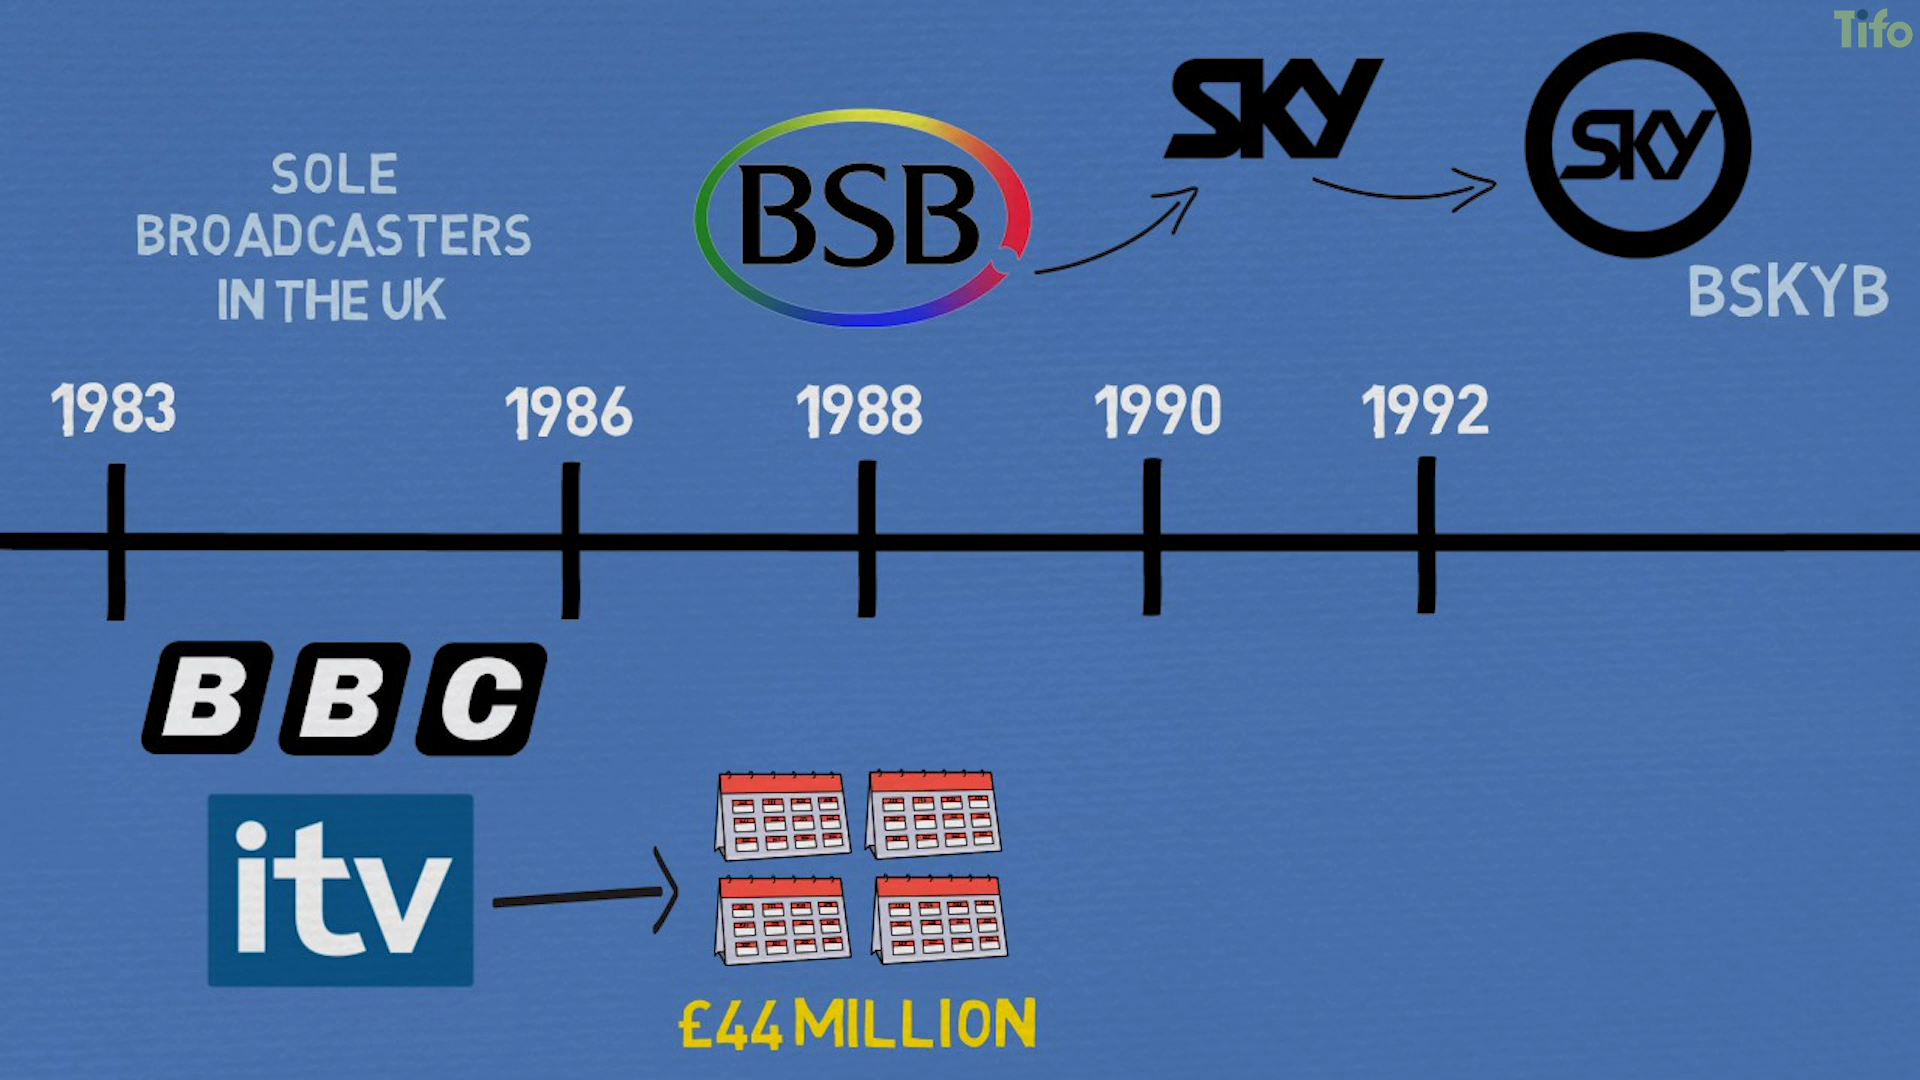 Tifo
SOLE
BROADCASTERS
IN THE UK
BSB
SKY
SKY
BSKYB
1983
1986
1988
1990
1992
BBC
itv
£44 MILLION